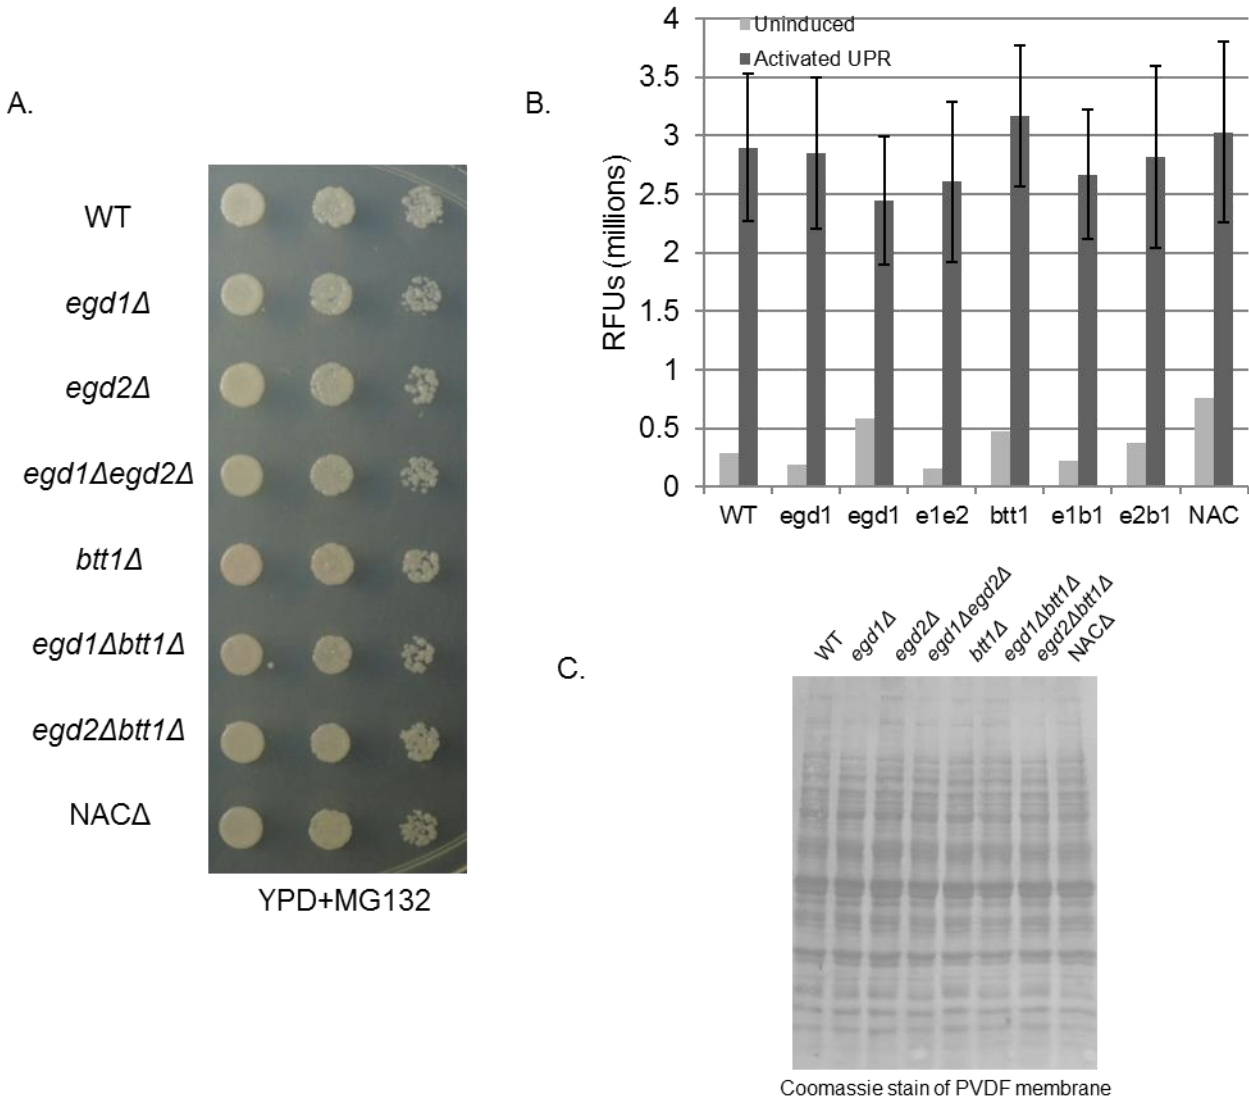 A.
WT
egd1Δ
egd2Δ
egd1Δegd2Δ
btt1Δ
egd1Δbtt1Δ
egd2Δbtt1Δ
NACΔ
YPD+MG132
B.
Uninduced
Activated UPR
RFUs (millions)
4
3.5
3
2.5
2
1.5
1
0.5
0
WT egd1 egd1 e1e2 btt1 e1b1 e2b1 NAC
C.
WT
egd1Δ
egd2Δ
egd1Δegd2Δ
btt1Δ
egd1Δbtt1Δ
egd2Δbtt1Δ
NACΔ
Coomassie stain of PVDF membrane